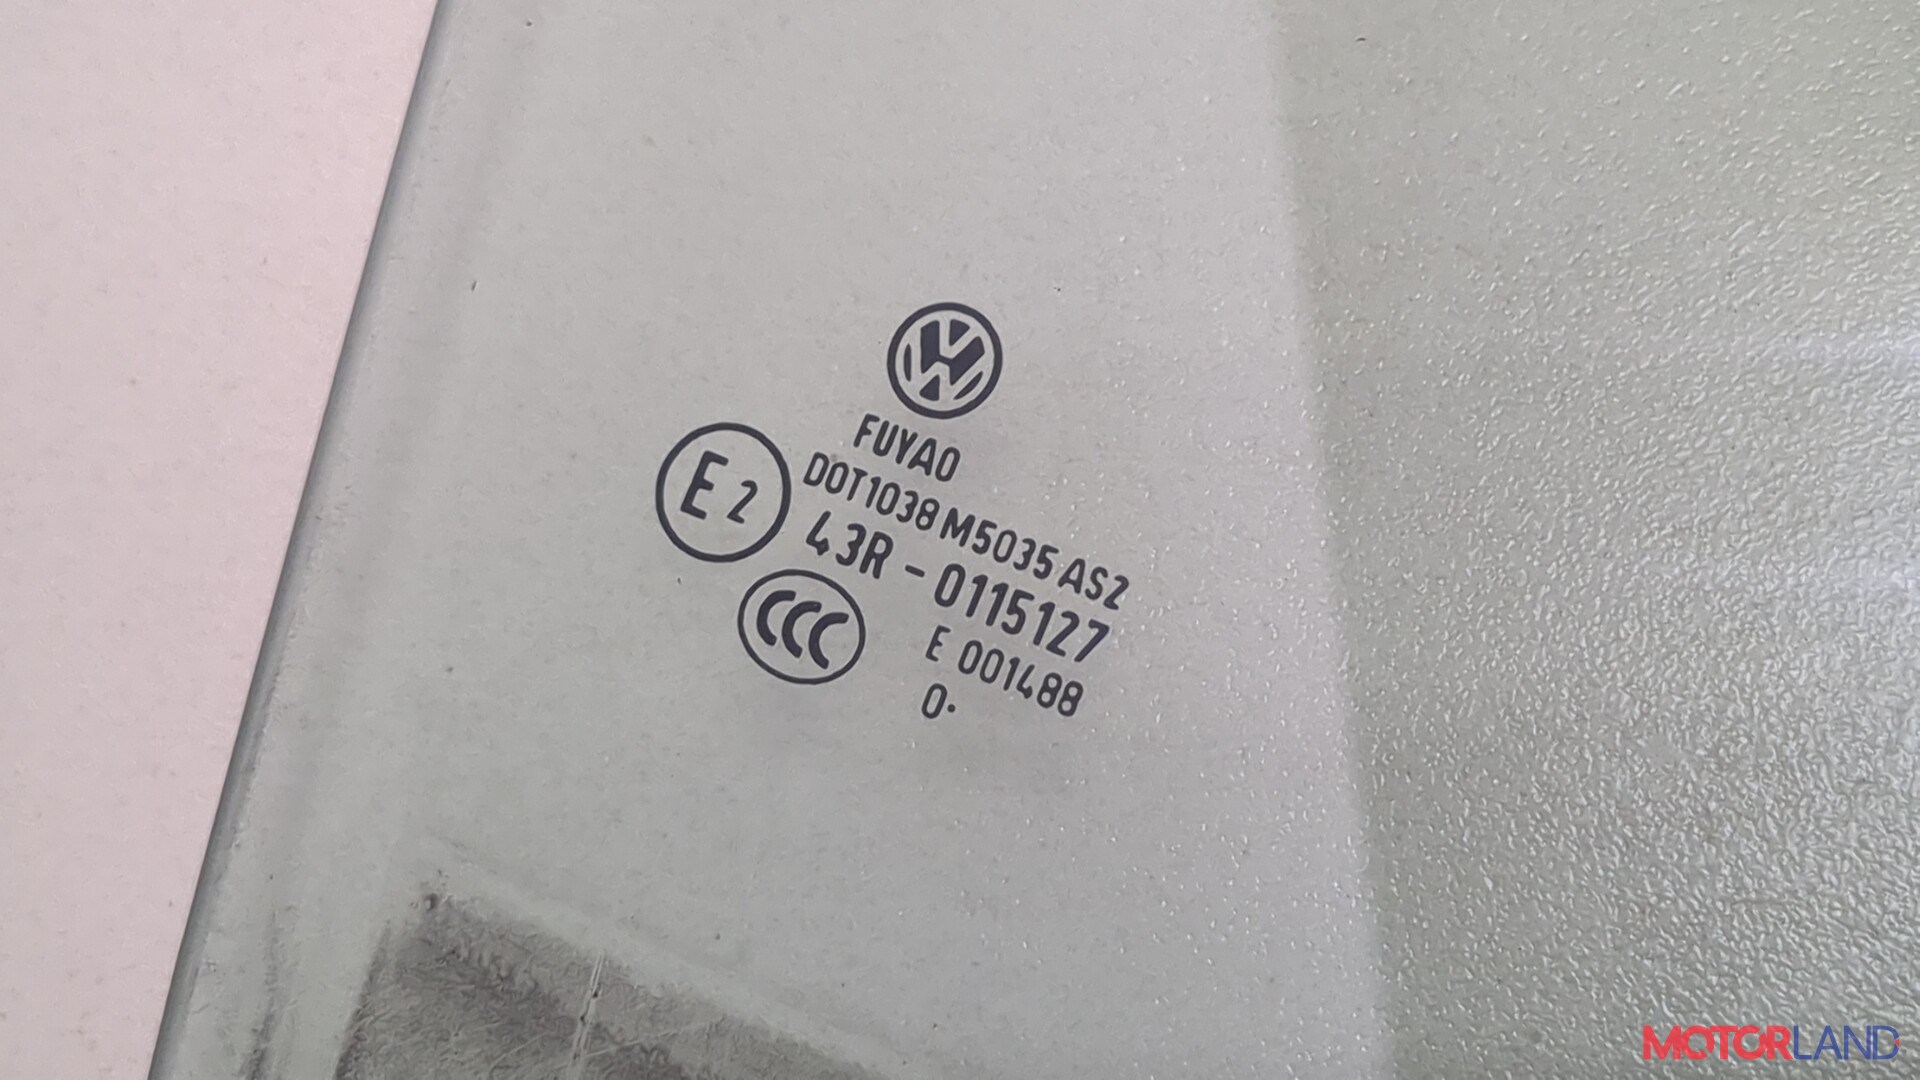 FUYAO
E2
DOT1038 M5035 AS2
43R - 0115127
CCC
E 001488
0·
MOTORLAND